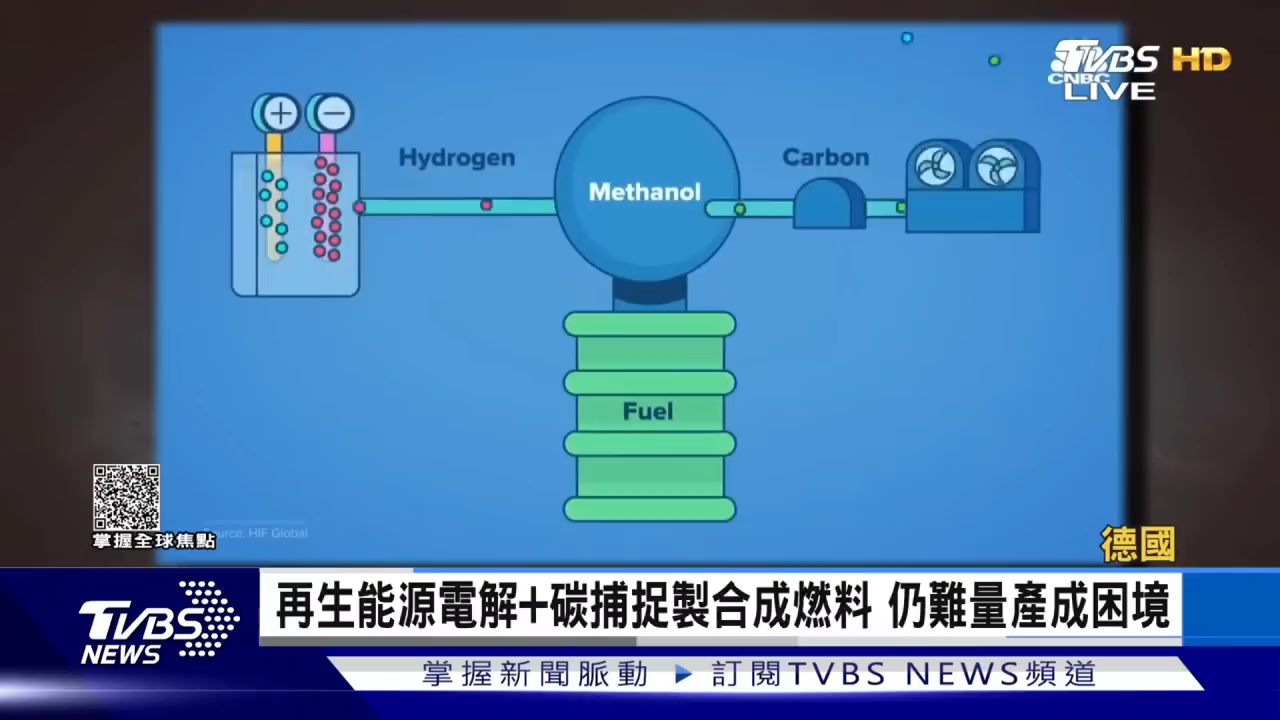 TVBS HD
CNBC
LIVE
+ −
Hydrogen
Methanol
Carbon
Fuel
Source: HIF Global
掌握全球焦點
德國
TVBS
NEWS
再生能源電解+碳捕捉製合成燃料 仍難量產成困境
掌握新聞脈動 ▶ 訂閱TVBS NEWS頻道